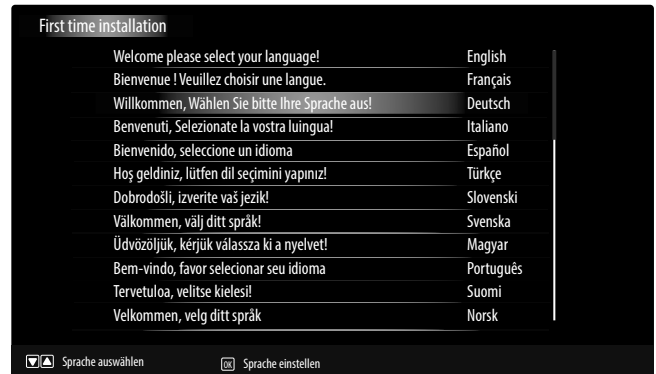 First time installation
Welcome please select your language! English
Bienvenue ! Veuillez choisir une langue. Français
Willkommen, Wählen Sie bitte Ihre Sprache aus! Deutsch
Benvenuti, Selezionate la vostra luingua! Italiano
Bienvenido, seleccione un idioma Español
Hoş geldiniz, lütfen dil seçimini yapınız! Türkçe
Dobrodošli, izverite vaš jezik! Slovenski
Välkommen, välj ditt språk! Svenska
Üdvözöljük, kérjük válassza ki a nyelvet! Magyar
Bem-vindo, favor selecionar seu idioma Português
Tervetuloa, velitse kielesi! Suomi
Velkommen, velg ditt språk Norsk
Sprache auswählen OK Sprache einstellen